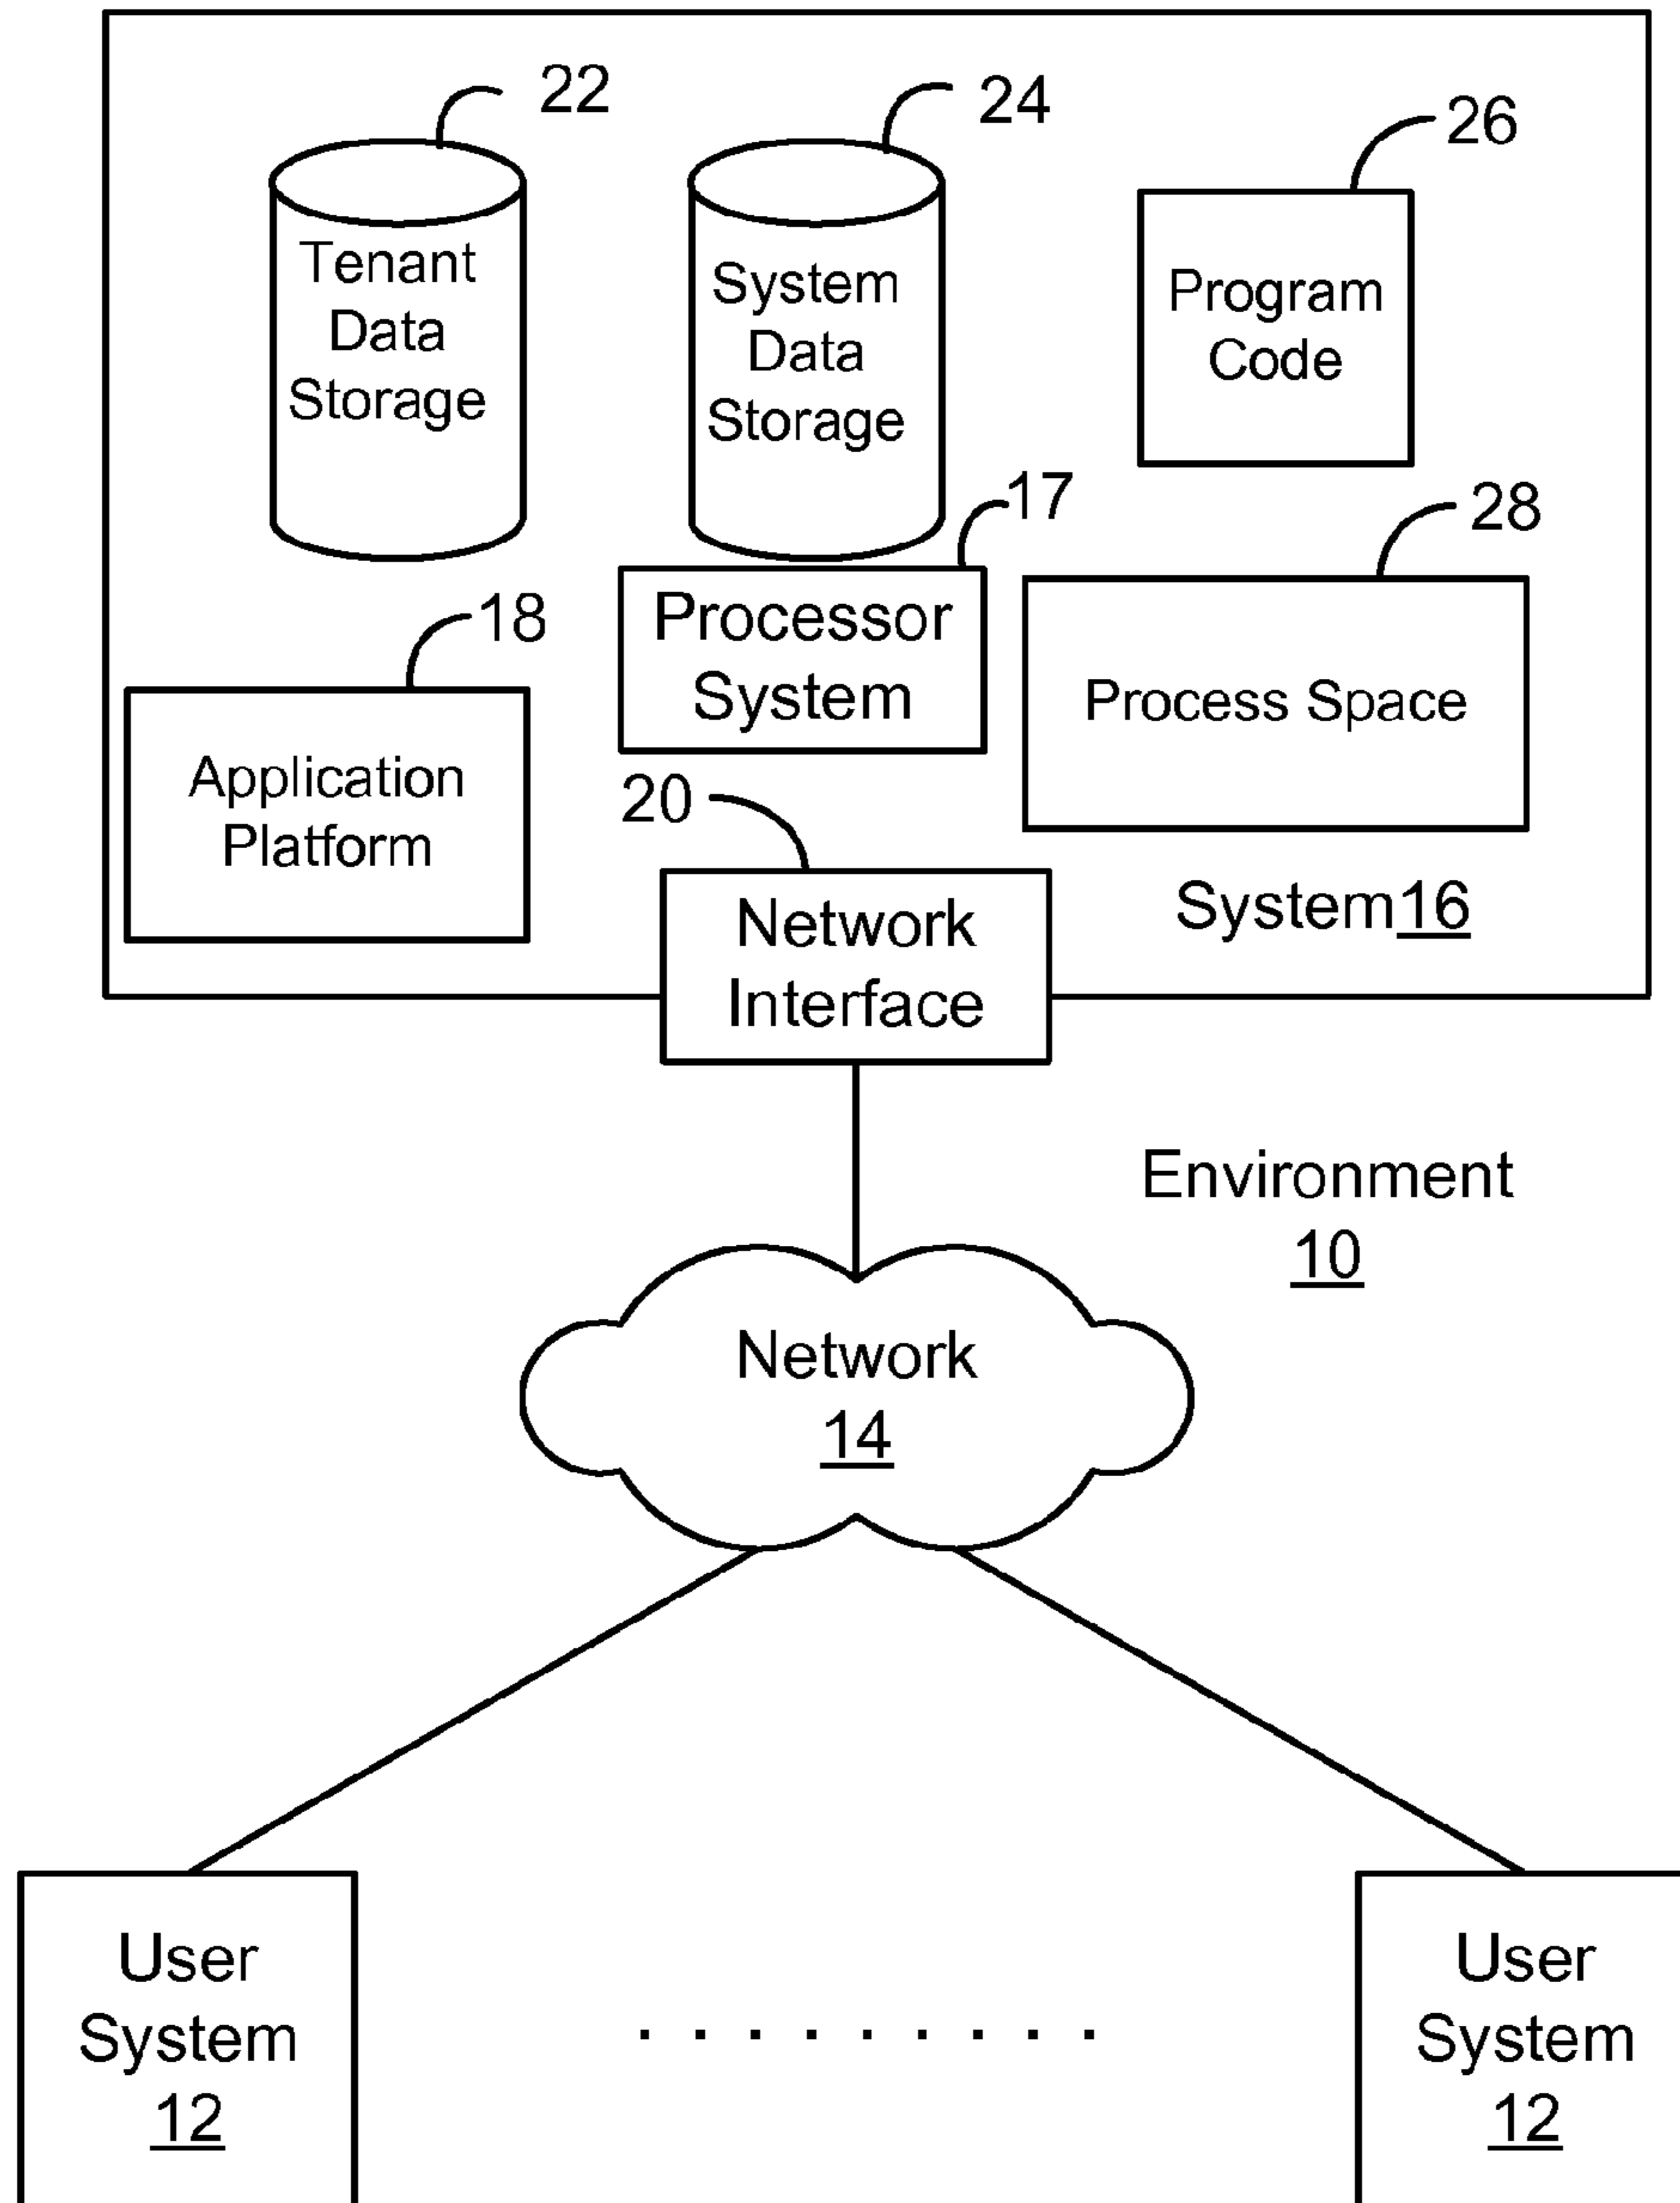 22
24
26
Tenant
Data
Storage
System
Data
Storage
Program
Code
17
28
18
Processor
System
Process Space
Application
Platform
20
Network
Interface
System16
Environment
10
Network
14
User
System
12
. . . . . . . . .
User
System
12